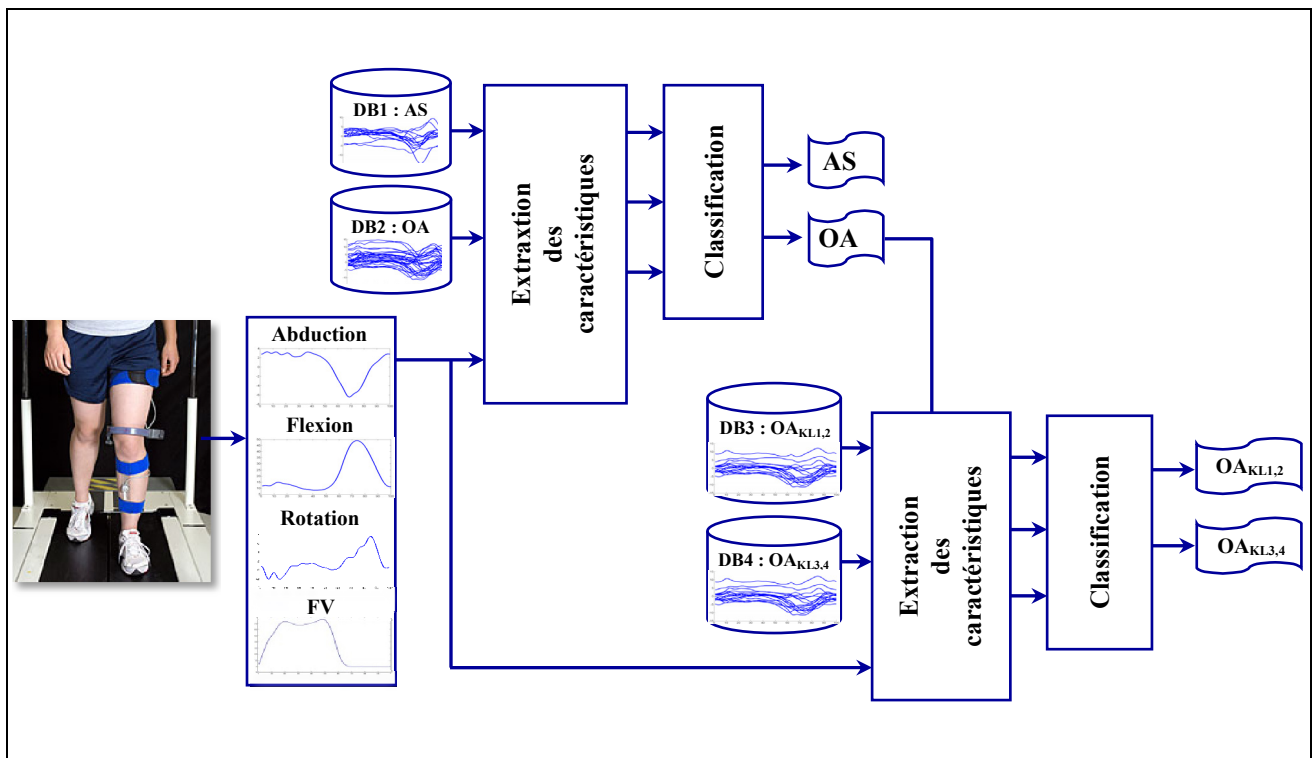 DB1 : AS
DB2 : OA
Extraxtion
des
caractéristiques
Classification
AS
OA
Abduction
Flexion
Rotation
FV
DB3 : OAKL1,2
DB4 : OAKL3,4
Extraction
des
caractéristiques
Classification
OAKL1,2
OAKL3,4